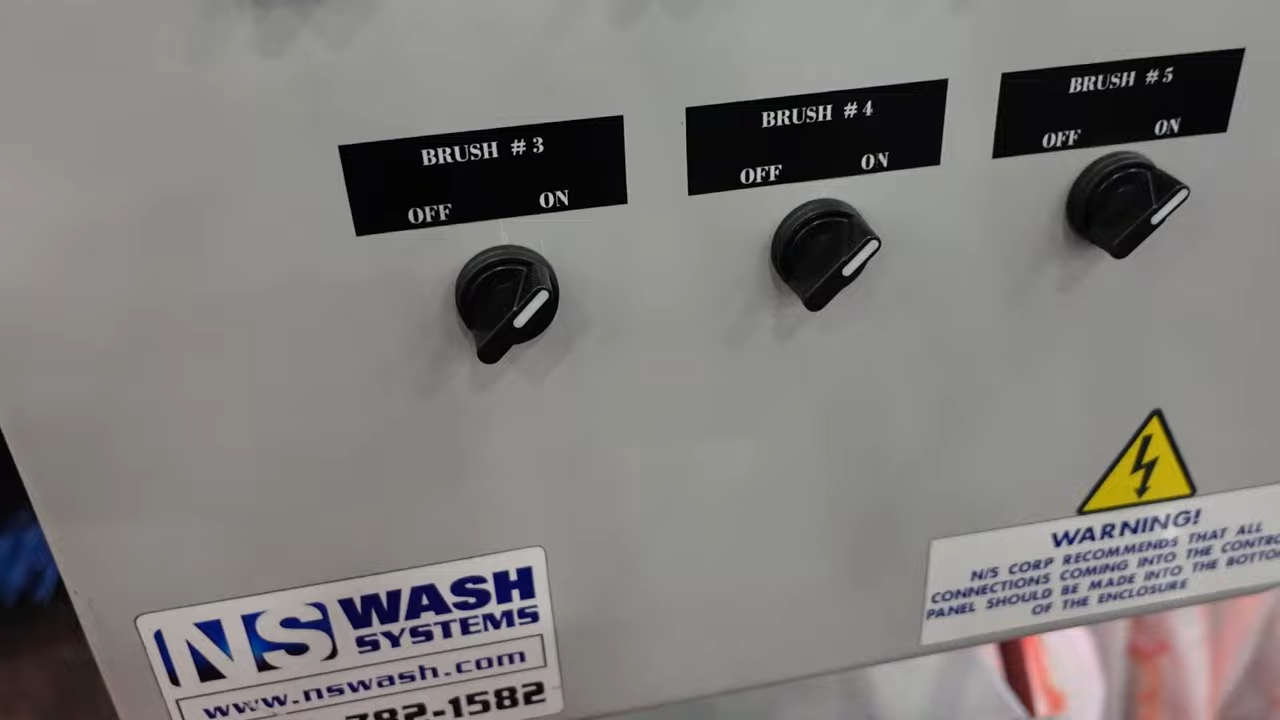 BRUSH #3
OFF ON
BRUSH #4
OFF ON
BRUSH #5
OFF ON
NS WASH
SYSTEMS
www.nswash.com
782-1582
WARNING!
N/S CORP RECOMMENDS THAT ALL
CONNECTIONS COMING INTO THE CONTRO
PANEL SHOULD BE MADE INTO THE BOTTO
OF THE ENCLOSURE